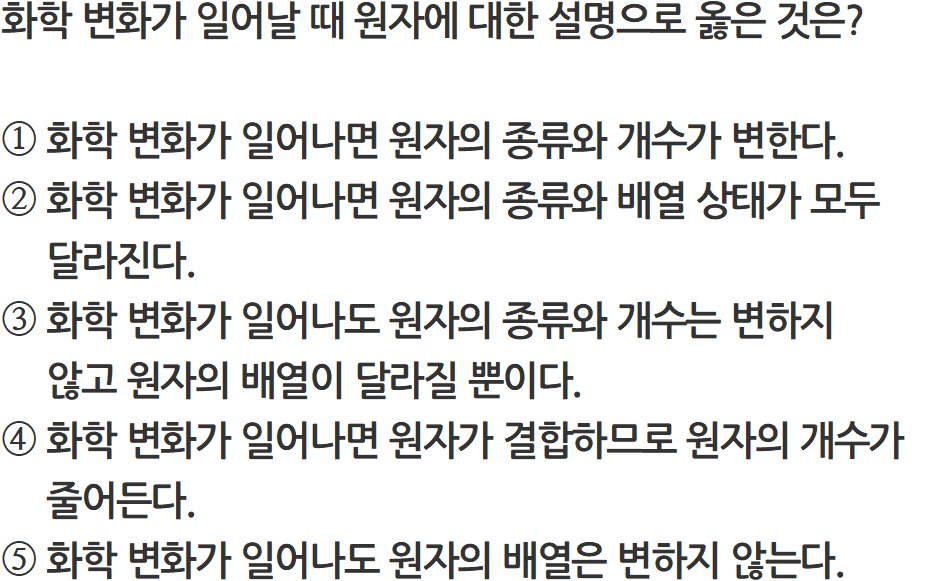 화학 변화가 일어날 때 원자에 대한 설명으로 옳은 것은?
① 화학 변화가 일어나면 원자의 종류와 개수가 변한다.
② 화학 변화가 일어나면 원자의 종류와 배열 상태가 모두
달라진다.
③ 화학 변화가 일어나도 원자의 종류와 개수는 변하지
않고 원자의 배열이 달라질 뿐이다.
④ 화학 변화가 일어나면 원자가 결합하므로 원자의 개수가
줄어든다.
⑤ 화학 변화가 일어나도 원자의 배열은 변하지 않는다.